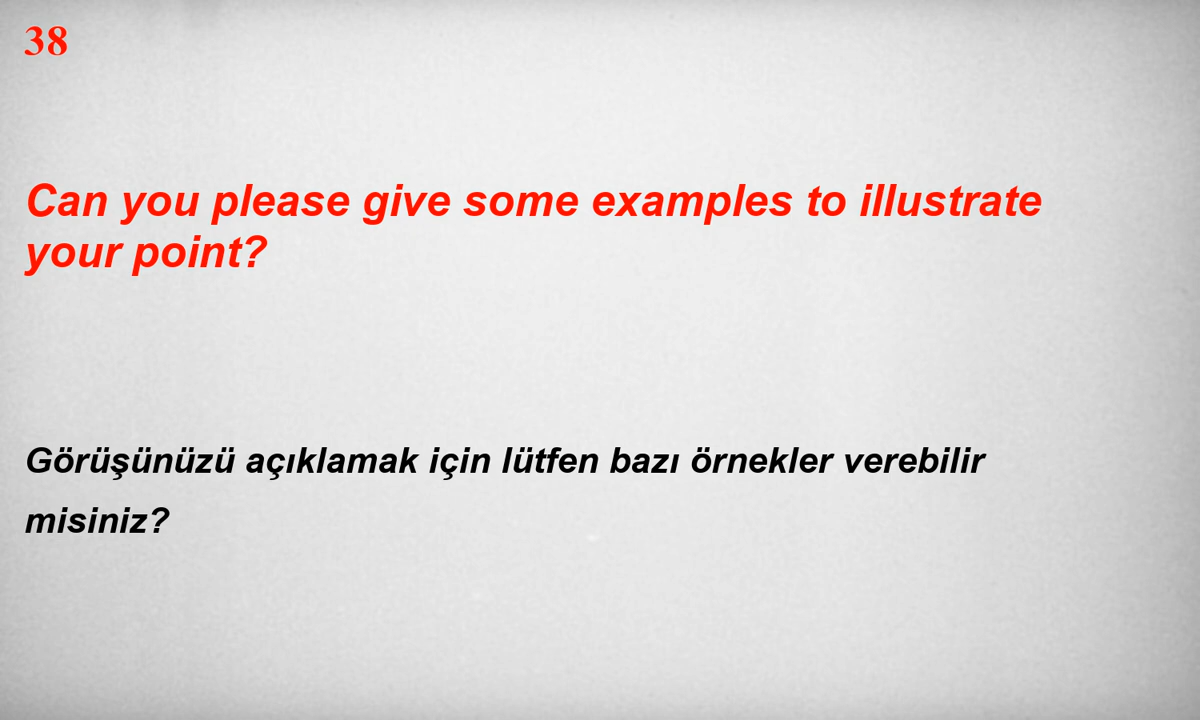 38
Can you please give some examples to illustrate
your point?
Görüşünüzü açıklamak için lütfen bazı örnekler verebilir
misiniz?